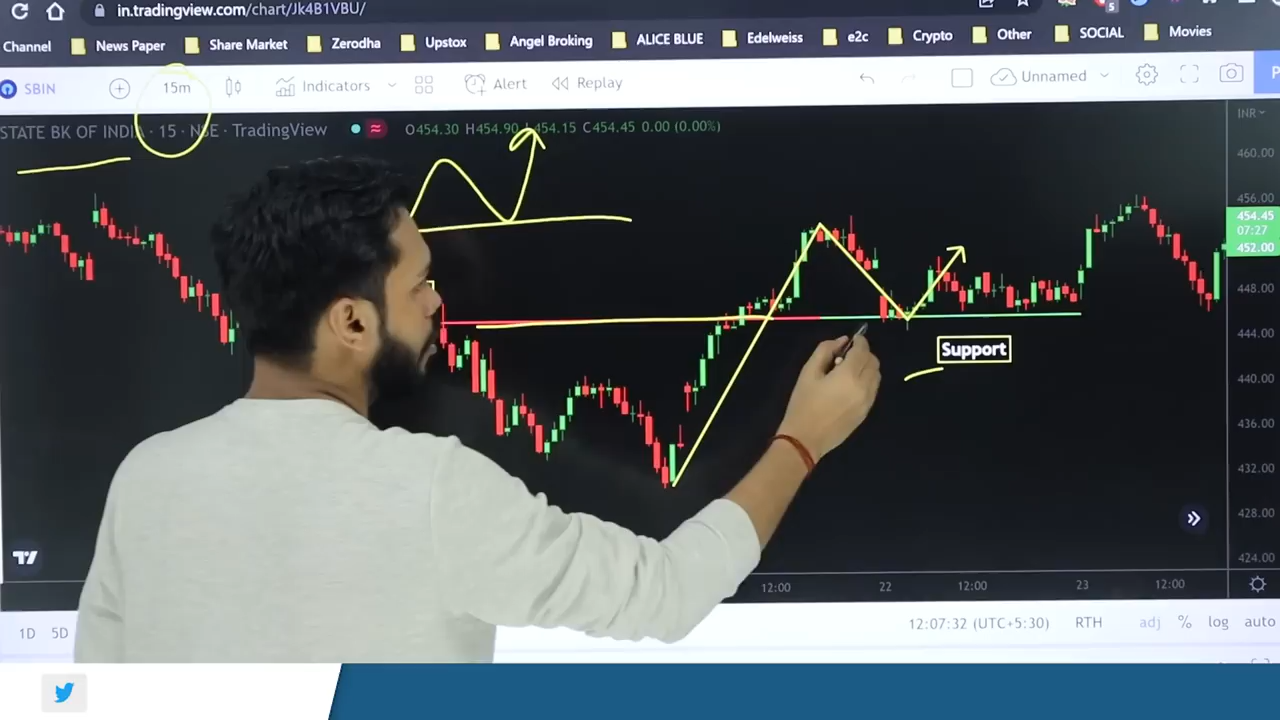 in.tradingview.com/chart/Jk4B1VBU/
5
Channel News Paper Share Market Zerodha Upstox Angel Broking ALICE BLUE Edelweiss e2c Crypto Other SOCIAL Movies
SBIN 15m Indicators Alert Replay Unnamed P
STATE BK OF INDIA · 15 · NSE · TradingView O454.30 H454.90 L454.15 C454.45 0.00 (0.00%) INR
460.00
456.00
454.45
07:27
452.00
448.00
444.00
Support
440.00
436.00
432.00
428.00
424.00
12:00 22 12:00 23 12:00
1D 5D 12:07:32 (UTC+5:30) RTH adj % log auto